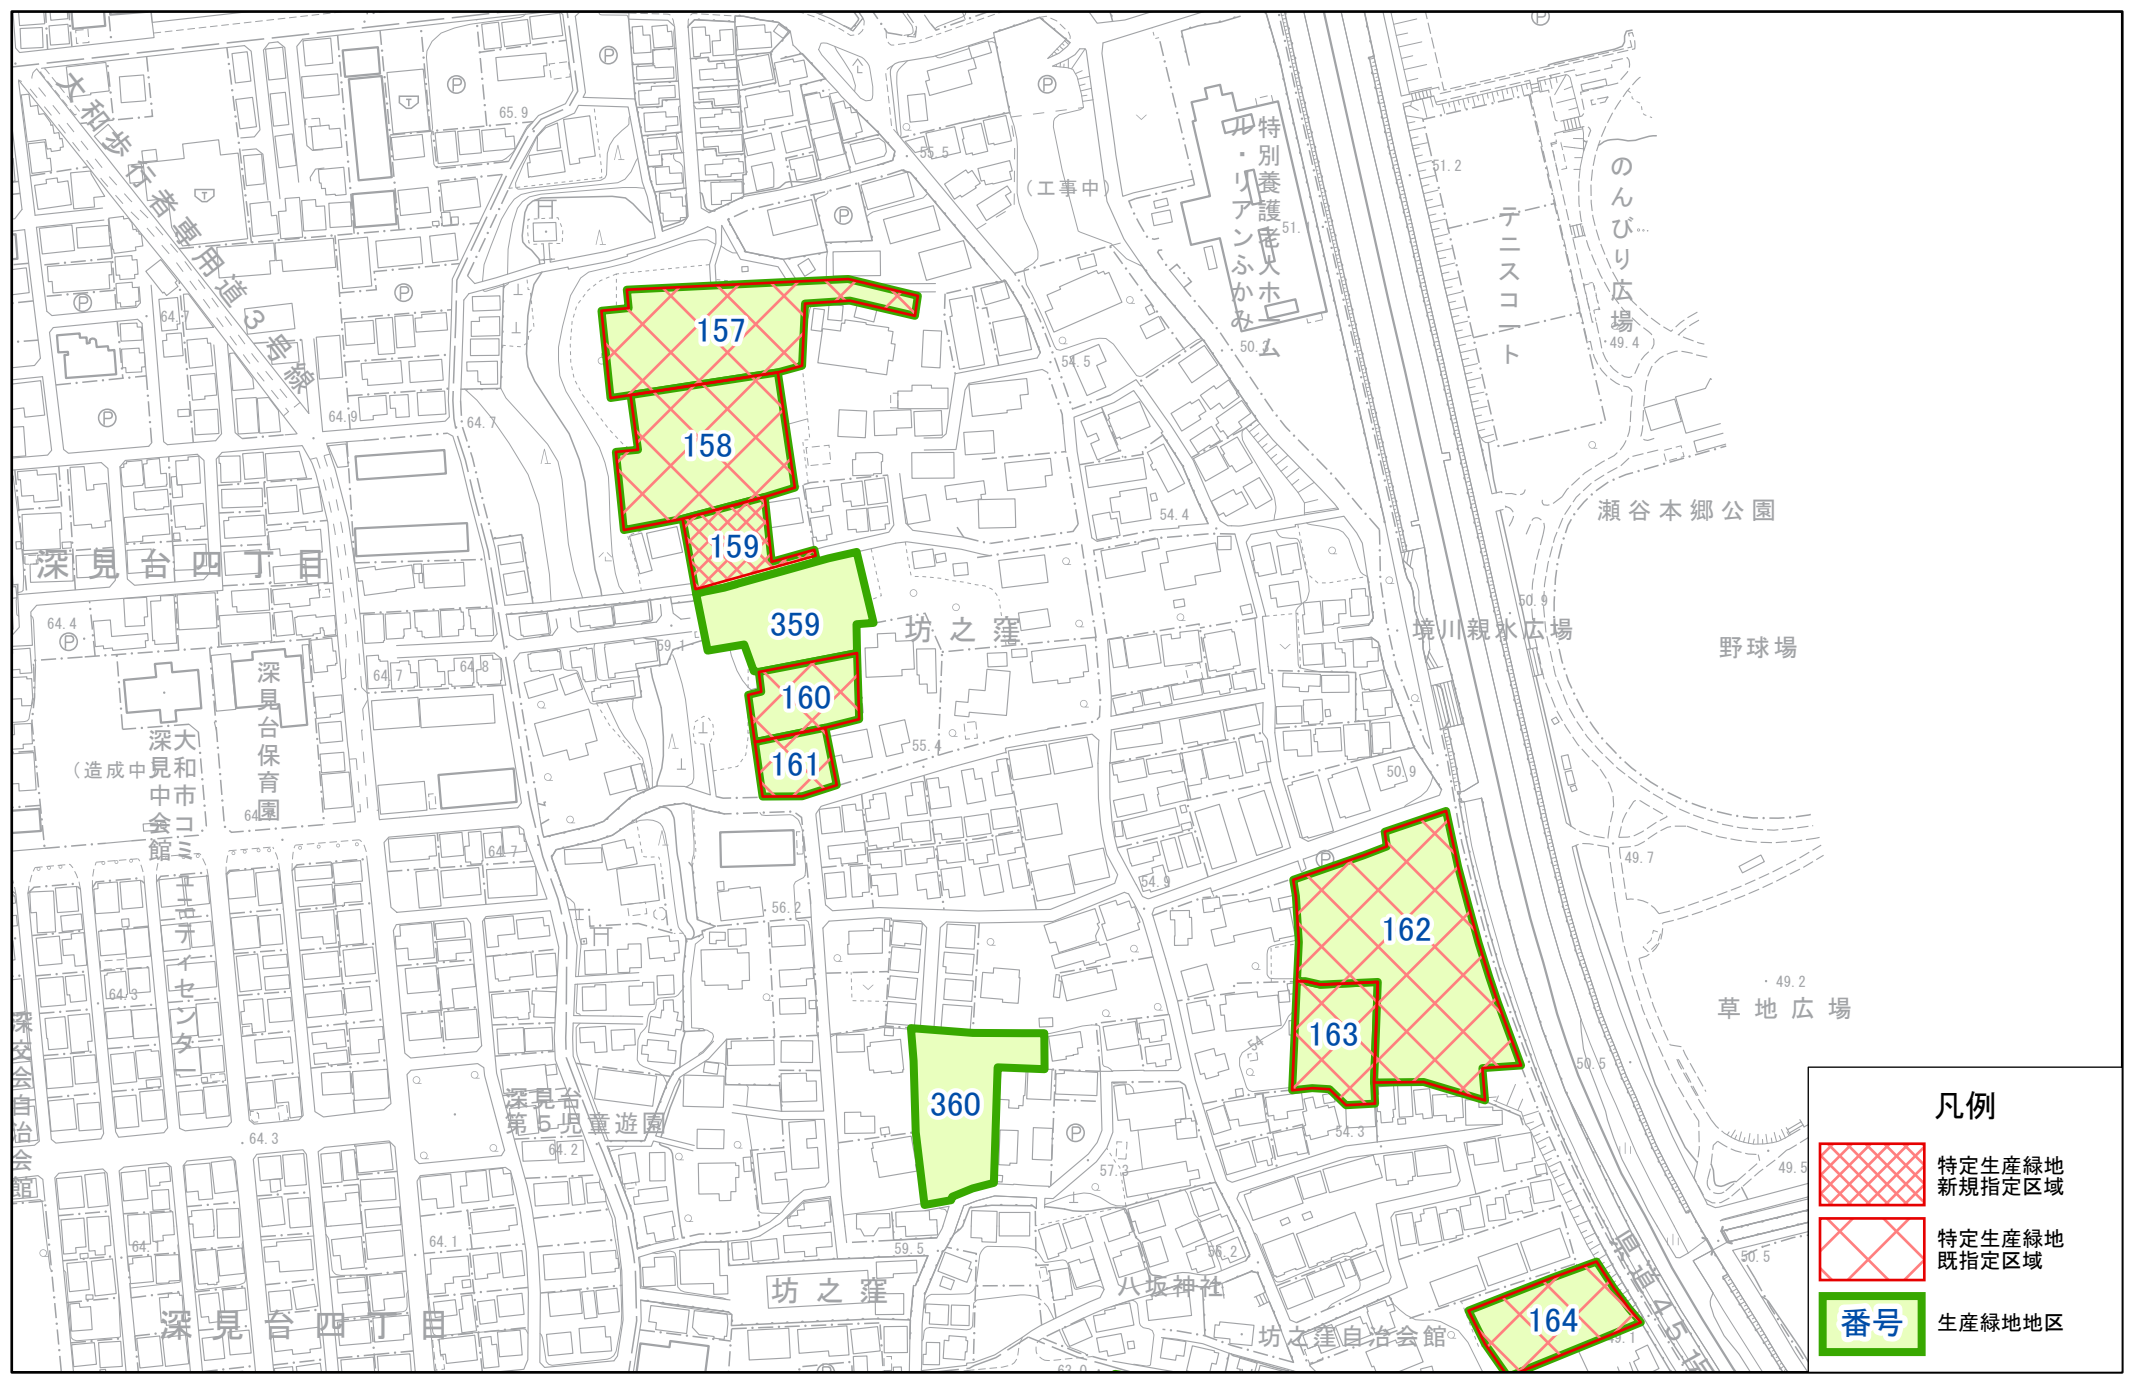 大和歩行者専用道3号線
65.9
55.5
(工事中)
特別養護老人ホーム
ル・リアンふかみ
51.2
テニスコート
のんびり広場
49.4
64.7
64.9
64.7
54.5
157
158
159
359
160
161
162
163
360
164
54.4
瀬谷本郷公園
深見台四丁目
64.4
59.1
64.7
64.8
坊之窪
50.9
境川親水広場
野球場
深見台保育園
大和市コミュニティセンター
深見中会館
(造成中)
55.4
50.9
64.7
49.7
54.9
56.2
64.3
49.2
草地広場
深見台
第5児童遊園
64.3
64.2
54.3
50.5
57.3
49.5
64.1
64.1
59.5
56.2
50.5
坊之窪
八坂神社
県道45号
深見台四丁目
坊之窪自治会館
63.0
凡例
特定生産緑地
新規指定区域
特定生産緑地
既指定区域
番号
生産緑地地区